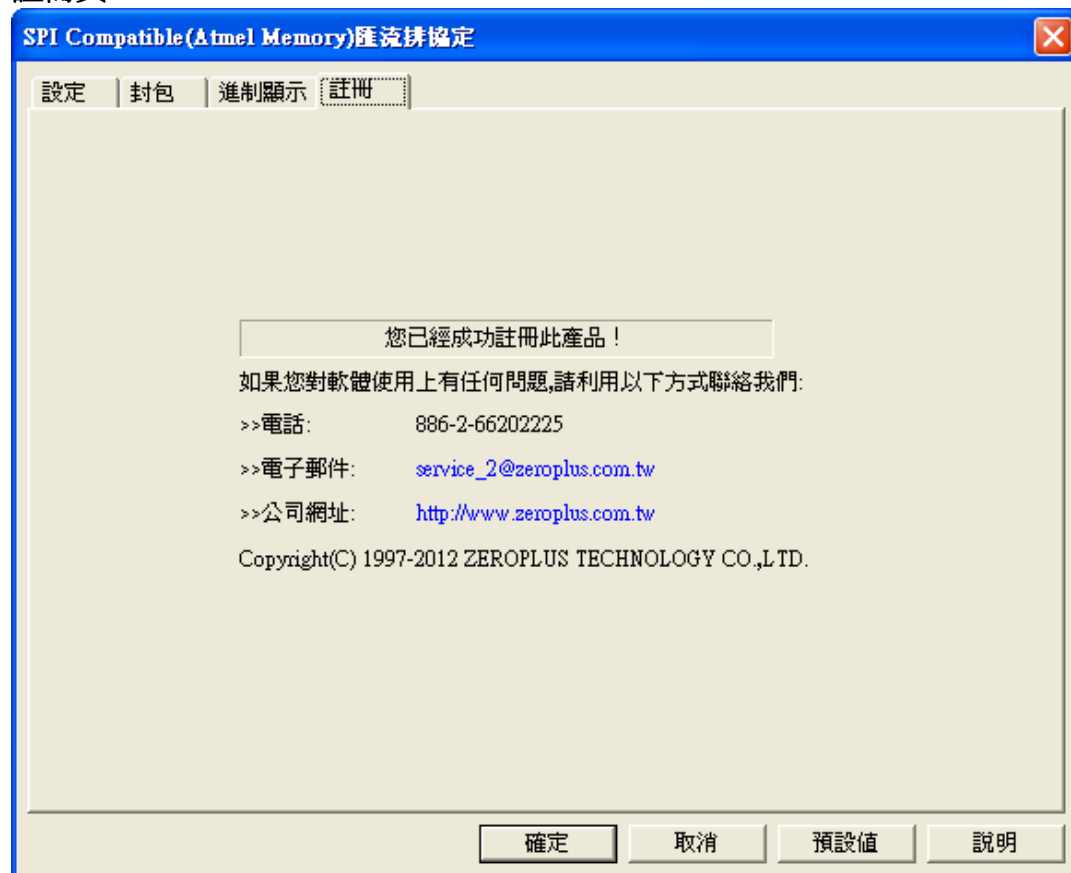 SPI Compatible(Atmel Memory)匯流排協定
設定 封包 進制顯示 註冊
您已經成功註冊此產品！
如果您對軟體使用上有任何問題,請利用以下方式聯絡我們:
>>電話: 886-2-66202225
>>電子郵件: service_2@zeroplus.com.tw
>>公司網址: http://www.zeroplus.com.tw
Copyright(C) 1997-2012 ZEROPLUS TECHNOLOGY CO.,LTD.
確定 取消 預設值 說明